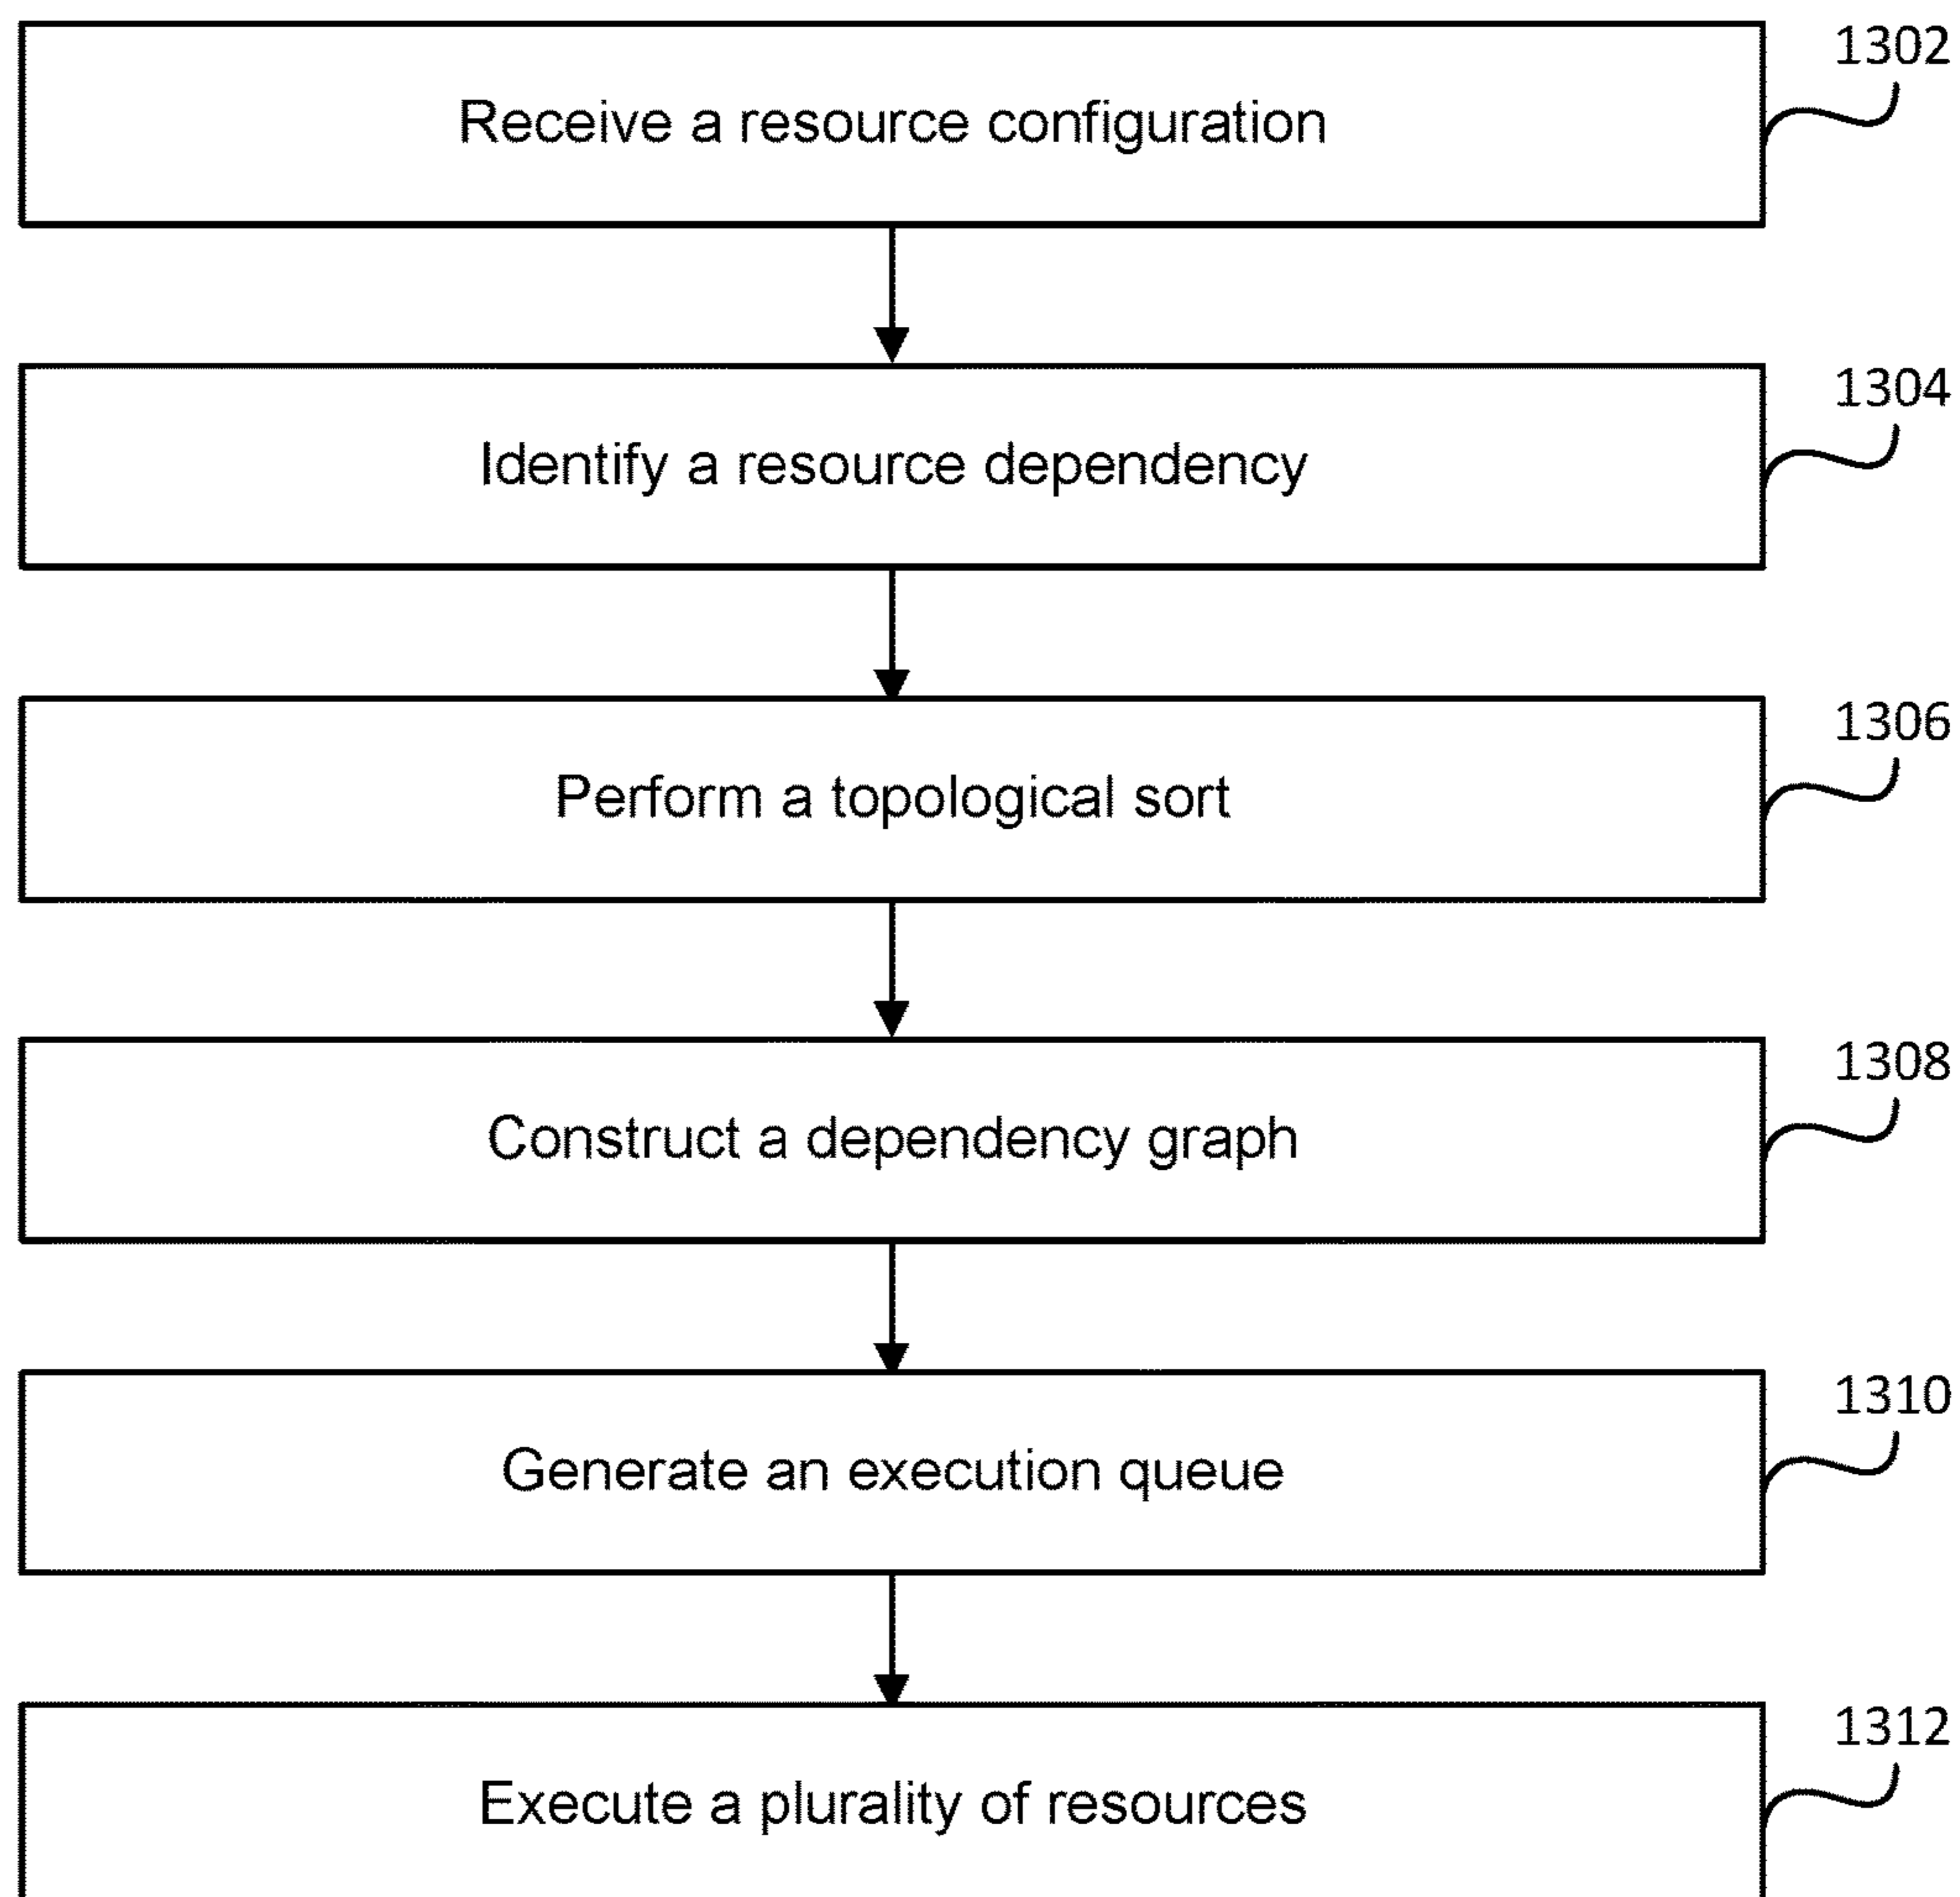 1302
Receive a resource configuration
1304
Identify a resource dependency
1306
Perform a topological sort
1308
Construct a dependency graph
1310
Generate an execution queue
1312
Execute a plurality of resources